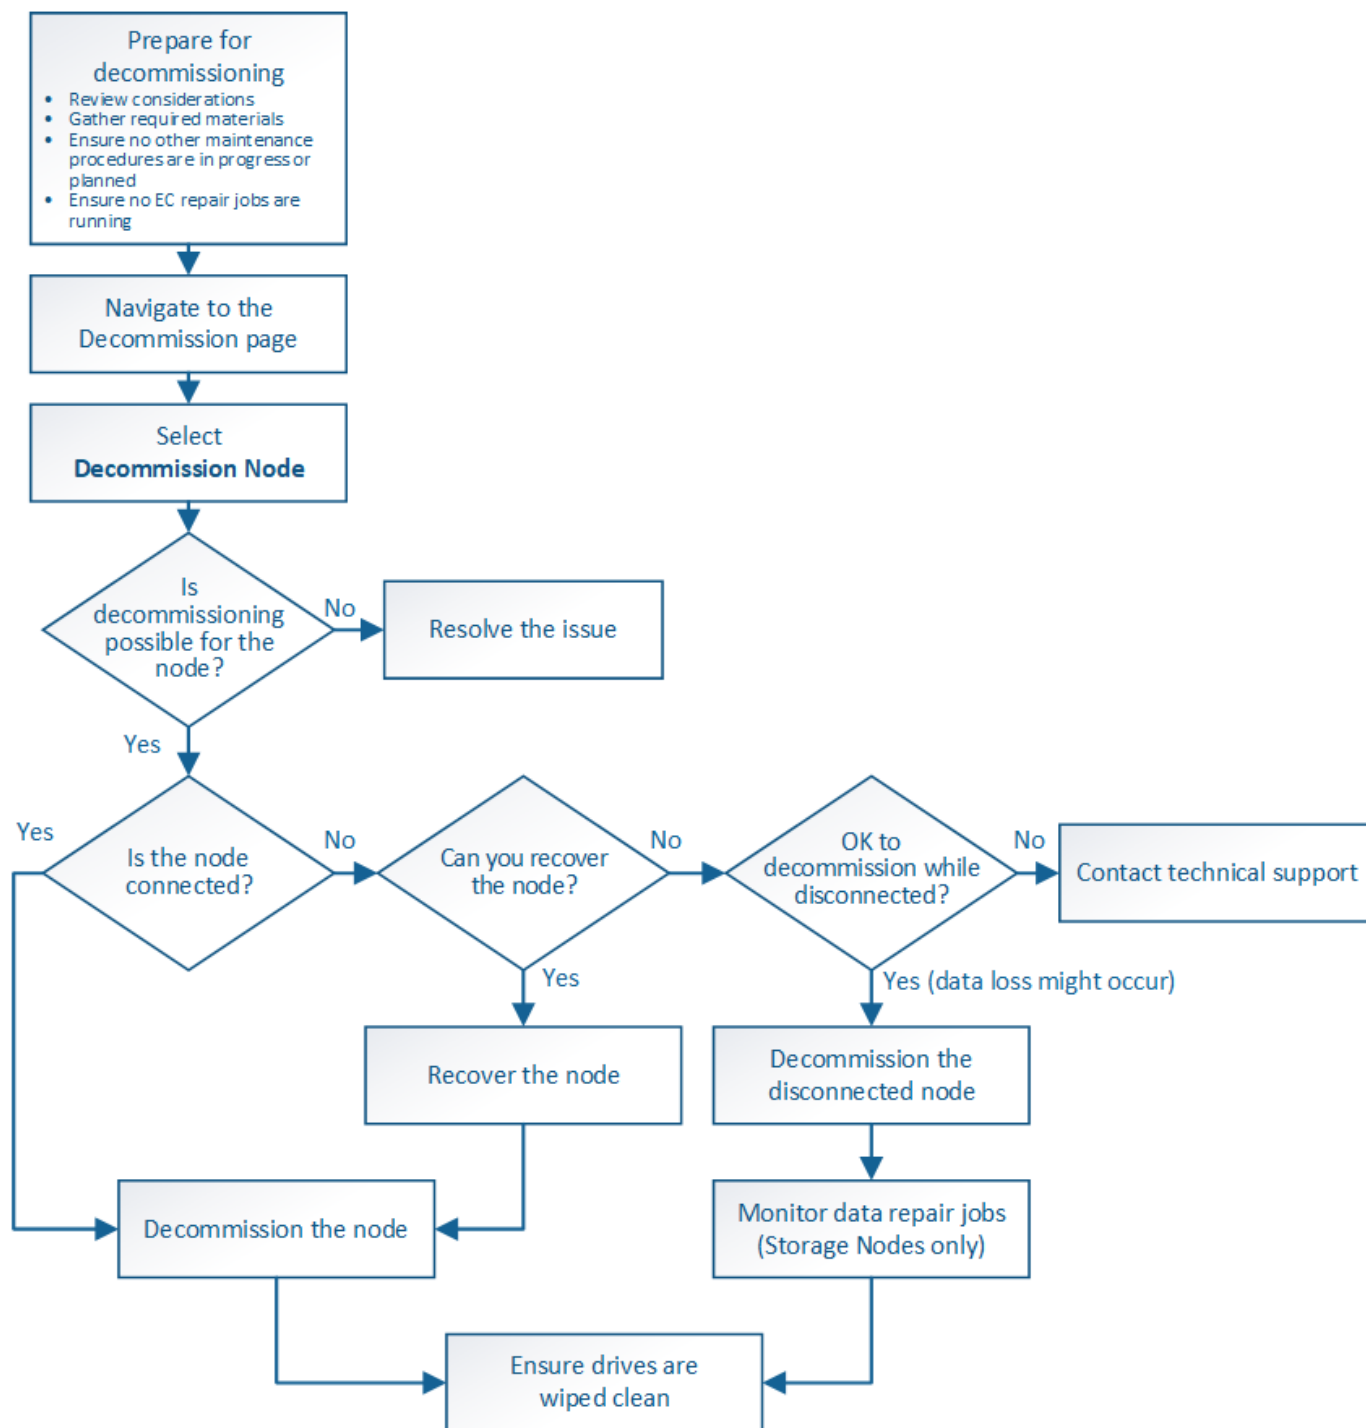 Prepare for
decommissioning
• Review considerations
• Gather required materials
• Ensure no other maintenance
procedures are in progress or
planned
• Ensure no EC repair jobs are
running
Navigate to the
Decommission page
Select
Decommission Node
Is
decommissioning
possible for the
node?
No
Resolve the issue
Yes
Is the node
connected?
Yes
No
Can you recover
the node?
No
OK to
decommission while
disconnected?
No
Contact technical support
Yes
Yes (data loss might occur)
Recover the node
Decommission the
disconnected node
Decommission the node
Monitor data repair jobs
(Storage Nodes only)
Ensure drives are
wiped clean